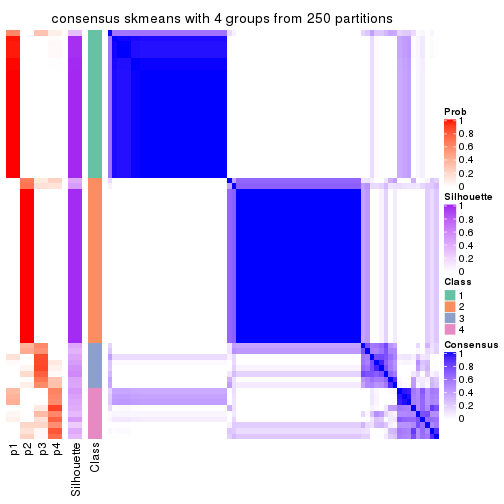 consensus skmeans with 4 groups from 250 partitions
p1
p2
p3
p4
Silhouette
Class
Prob
1
0.8
0.6
0.4
0.2
0
Silhouette
1
0.8
0.6
0.4
0.2
0
Class
1
2
3
4
Consensus
1
0.8
0.6
0.4
0.2
0